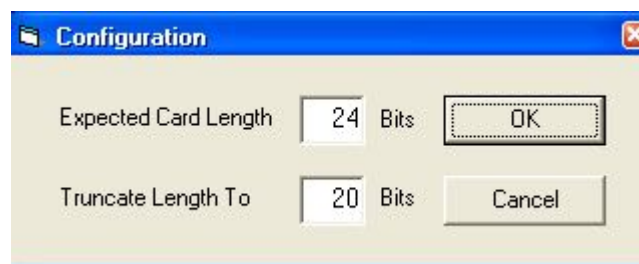 Configuration
Expected Card Length 24 Bits OK
Truncate Length To 20 Bits Cancel